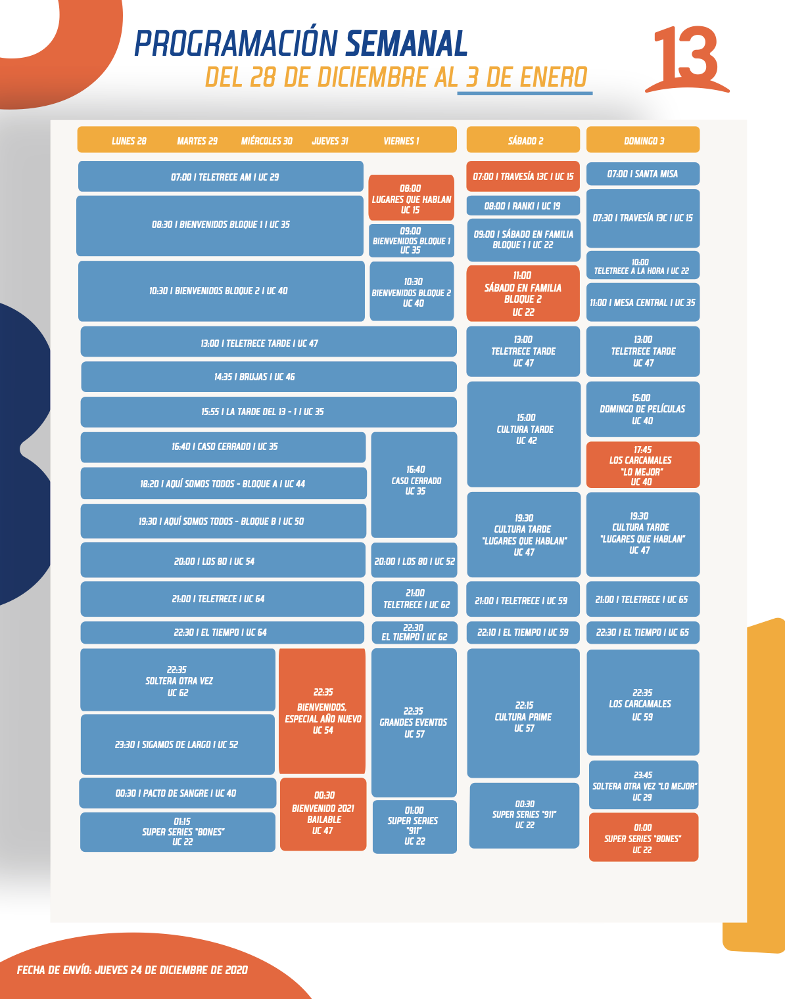 PROGRAMACIÓN SEMANAL
DEL 28 DE DICIEMBRE AL 3 DE ENERO
13
LUNES 28 MARTES 29 MIÉRCOLES 30 JUEVES 31 VIERNES 1 SÁBADO 2 DOMINGO 3
07:00 I TELETRECE AM I UC 29
08:30 I BIENVENIDOS BLOQUE 1 I UC 35
10:30 I BIENVENIDOS BLOQUE 2 I UC 40
08:00
LUGARES QUE HABLAN
UC 15
09:00
BIENVENIDOS BLOQUE 1
UC 35
10:30
BIENVENIDOS BLOQUE 2
UC 40
13:00 I TELETRECE TARDE I UC 47
14:35 I BRUJAS I UC 46
15:55 I LA TARDE DEL 13 - 1 I UC 35
16:40 I CASO CERRADO I UC 35
18:20 I AQUÍ SOMOS TODOS - BLOQUE A I UC 44
19:30 I AQUÍ SOMOS TODOS - BLOQUE B I UC 50
20:00 I LOS 80 I UC 54
21:00 I TELETRECE I UC 64
22:30 I EL TIEMPO I UC 64
22:35
SOLTERA OTRA VEZ
UC 62
23:30 I SIGAMOS DE LARGO I UC 52
00:30 I PACTO DE SANGRE I UC 40
01:15
SUPER SERIES "BONES"
UC 22
22:35
BIENVENIDOS,
ESPECIAL AÑO NUEVO
UC 54
00:30
BIENVENIDO 2021
BAILABLE
UC 47
16:40
CASO CERRADO
UC 35
20:00 I LOS 80 I UC 52
21:00
TELETRECE I UC 62
22:30
EL TIEMPO I UC 62
22:35
GRANDES EVENTOS
UC 57
01:00
SUPER SERIES
"911"
UC 22
07:00 I TRAVESÍA 13C I UC 15
08:00 I RANKI I UC 19
09:00 I SÁBADO EN FAMILIA
BLOQUE 1 I UC 22
11:00
SÁBADO EN FAMILIA
BLOQUE 2
UC 22
13:00
TELETRECE TARDE
UC 47
15:00
CULTURA TARDE
UC 42
19:30
CULTURA TARDE
"LUGARES QUE HABLAN"
UC 47
21:00 I TELETRECE I UC 59
22:10 I EL TIEMPO I UC 59
22:15
CULTURA PRIME
UC 57
00:30
SUPER SERIES "911"
UC 22
07:00 I SANTA MISA
07:30 I TRAVESÍA 13C I UC 15
10:00
TELETRECE A LA HORA I UC 22
11:00 I MESA CENTRAL I UC 35
13:00
TELETRECE TARDE
UC 47
15:00
DOMINGO DE PELÍCULAS
UC 40
17:45
LOS CARCAMALES
"LO MEJOR"
UC 40
19:30
CULTURA TARDE
"LUGARES QUE HABLAN"
UC 47
21:00 I TELETRECE I UC 65
22:30 I EL TIEMPO I UC 65
22:35
LOS CARCAMALES
UC 59
23:45
SOLTERA OTRA VEZ "LO MEJOR"
UC 29
01:00
SUPER SERIES "BONES"
UC 22
FECHA DE ENVÍO: JUEVES 24 DE DICIEMBRE DE 2020